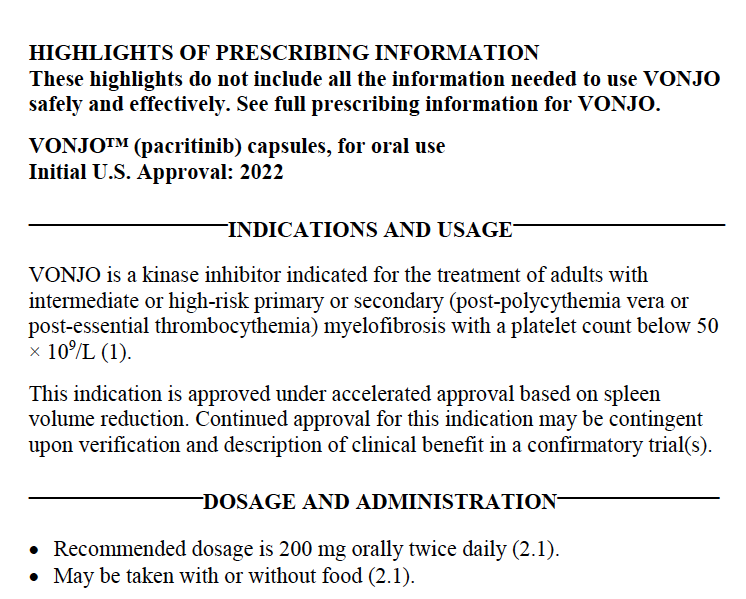 HIGHLIGHTS OF PRESCRIBING INFORMATION
These highlights do not include all the information needed to use VONJO
safely and effectively. See full prescribing information for VONJO.
VONJO™ (pacritinib) capsules, for oral use
Initial U.S. Approval: 2022
INDICATIONS AND USAGE
VONJO is a kinase inhibitor indicated for the treatment of adults with
intermediate or high-risk primary or secondary (post-polycythemia vera or
post-essential thrombocythemia) myelofibrosis with a platelet count below 50
× 10⁹/L (1).
This indication is approved under accelerated approval based on spleen
volume reduction. Continued approval for this indication may be contingent
upon verification and description of clinical benefit in a confirmatory trial(s).
DOSAGE AND ADMINISTRATION
• Recommended dosage is 200 mg orally twice daily (2.1).
• May be taken with or without food (2.1).